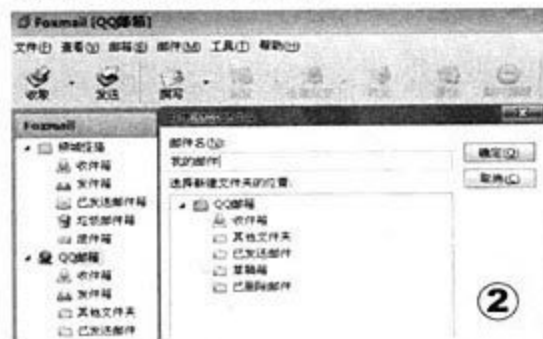 Foxmail [QQ邮箱]
文件(F) 查看(V) 邮箱(B) 邮件(M) 工具(T) 帮助(H)
收取 发送 撰写
Foxmail
邮件名(N):
我的邮件
确定(O)
取消(C)
选择新建文件夹的位置:
收件箱
发件箱
已发送邮件箱
垃圾邮件箱
废件箱
QQ邮箱
收件箱
发件箱
其他文件夹
已发送邮件
QQ邮箱
收件箱
其他文件夹
已发送邮件
草稿箱
已删除邮件
②